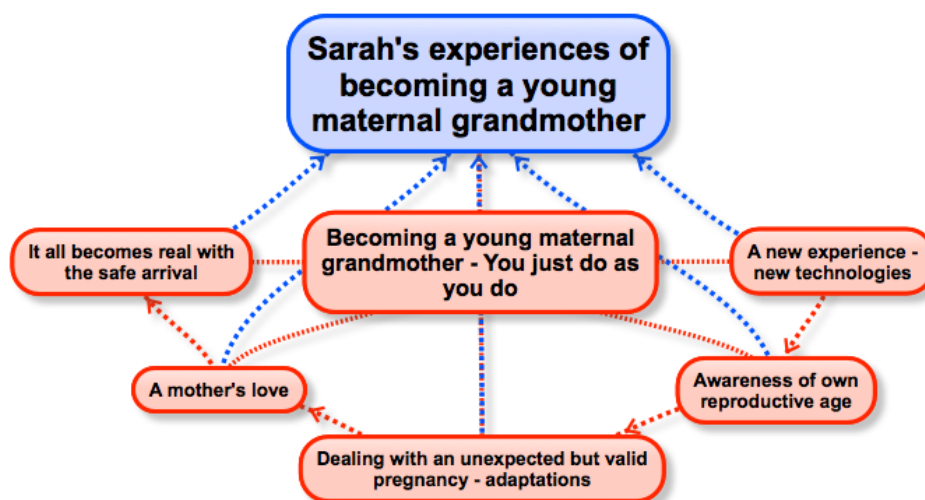 Sarah's experiences of
becoming a young
maternal grandmother
It all becomes real with
the safe arrival
Becoming a young maternal
grandmother - You just do as
you do
A new experience -
new technologies
A mother's love
Awareness of own
reproductive age
Dealing with an unexpected but valid
pregnancy - adaptations